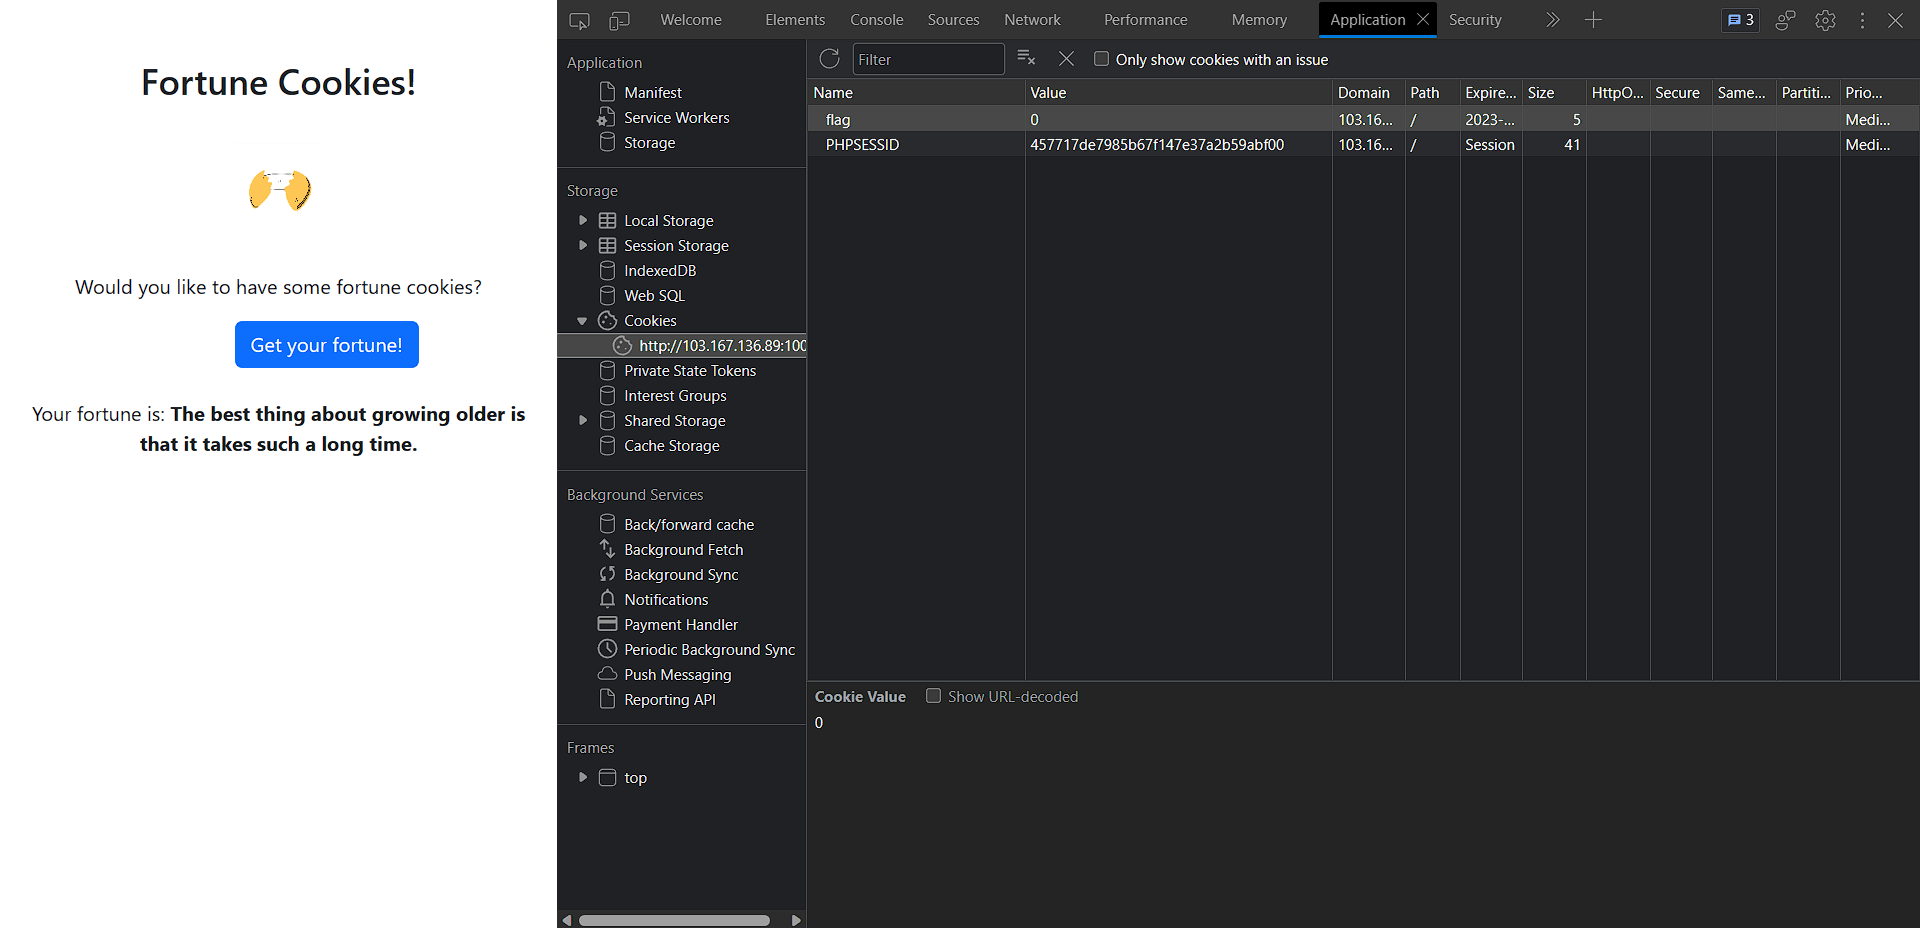 Fortune Cookies!
Would you like to have some fortune cookies?
Get your fortune!
Your fortune is: The best thing about growing older is
that it takes such a long time.
Welcome Elements Console Sources Network Performance Memory Application Security 3
Application
Manifest
Service Workers
Storage
Storage
Local Storage
Session Storage
IndexedDB
Web SQL
Cookies
http://103.167.136.89:100
Private State Tokens
Interest Groups
Shared Storage
Cache Storage
Background Services
Back/forward cache
Background Fetch
Background Sync
Notifications
Payment Handler
Periodic Background Sync
Push Messaging
Reporting API
Frames
top
Filter Only show cookies with an issue
Name Value Domain Path Expire... Size HttpO... Secure Same... Partiti... Prio...
flag 0 103.16... / 2023-... 5 Medi...
PHPSESSID 457717de7985b67f147e37a2b59abf00 103.16... / Session 41 Medi...
Cookie Value Show URL-decoded
0